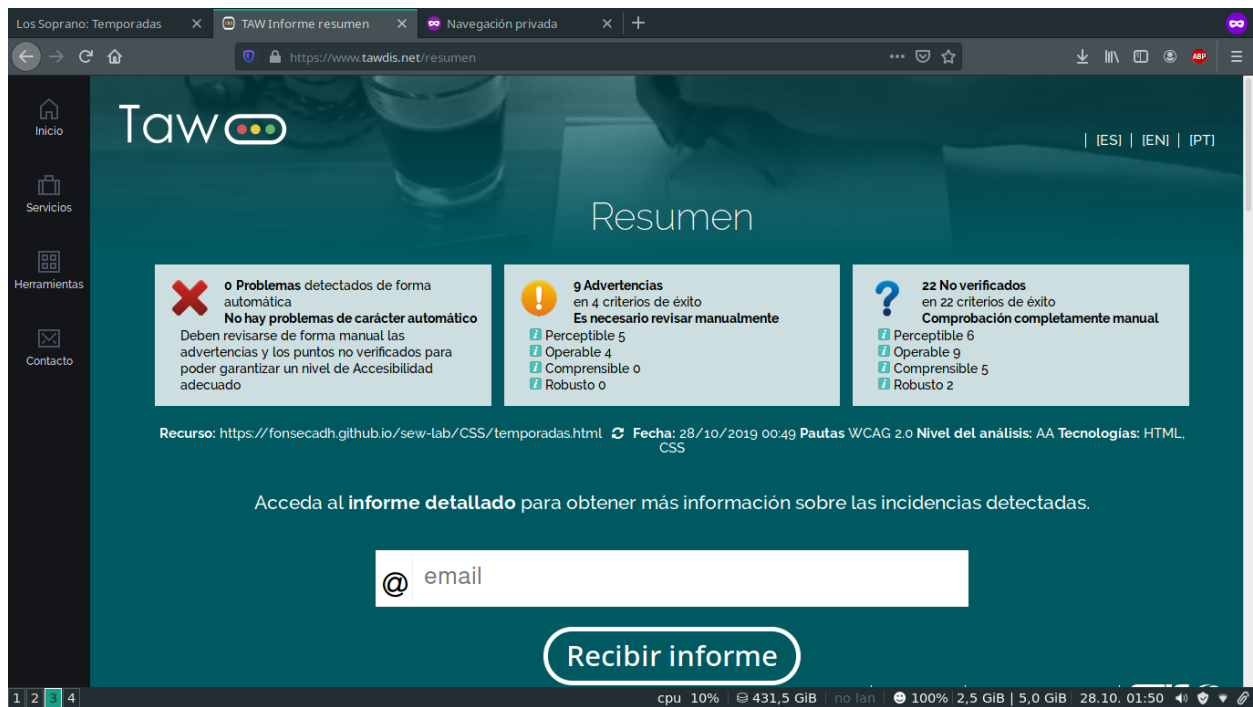 Los Soprano: Temporadas
TAW Informe resumen
Navegación privada
https://www.tawdis.net/resumen
ABP
Inicio
Servicios
Herramientas
Contacto
Taw
| [ES] | [EN] | [PT]
Resumen
0 Problemas detectados de forma
automática
No hay problemas de carácter automático
Deben revisarse de forma manual las
advertencias y los puntos no verificados para
poder garantizar un nivel de Accesibilidad
adecuado
9 Advertencias
en 4 criterios de éxito
Es necesario revisar manualmente
Perceptible 5
Operable 4
Comprensible 0
Robusto 0
22 No verificados
en 22 criterios de éxito
Comprobación completamente manual
Perceptible 6
Operable 9
Comprensible 5
Robusto 2
Recurso: https://fonsecadh.github.io/sew-lab/CSS/temporadas.html Fecha: 28/10/2019 00:49 Pautas WCAG 2.0 Nivel del análisis: AA Tecnologías: HTML,
CSS
Acceda al informe detallado para obtener más información sobre las incidencias detectadas.
@ email
Recibir informe
1 2 3 4
cpu 10% 431,5 GiB no lan 100% 2,5 GiB | 5,0 GiB 28.10. 01:50